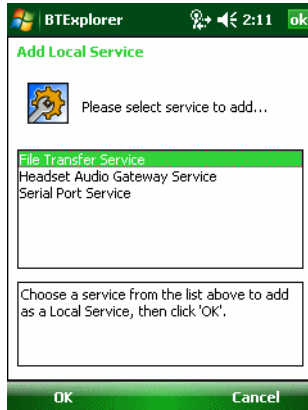 BTExplorer 2:11 ok
Add Local Service
Please select service to add...
File Transfer Service
Headset Audio Gateway Service
Serial Port Service
Choose a service from the list above to add
as a Local Service, then click 'OK'.
OK Cancel